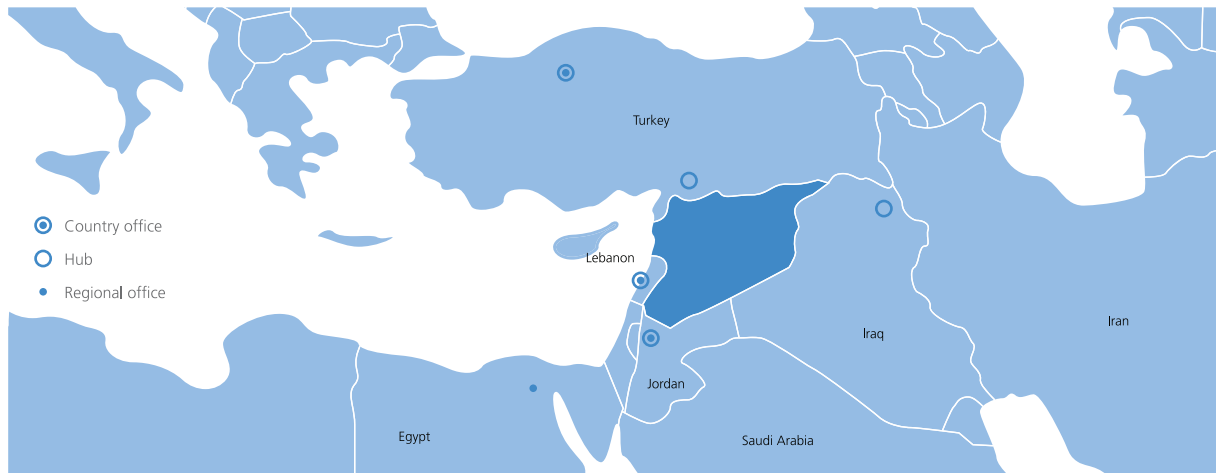 Turkey
Country office
Hub
Lebanon
Regional office
Iran
Iraq
Jordan
Egypt
Saudi Arabia